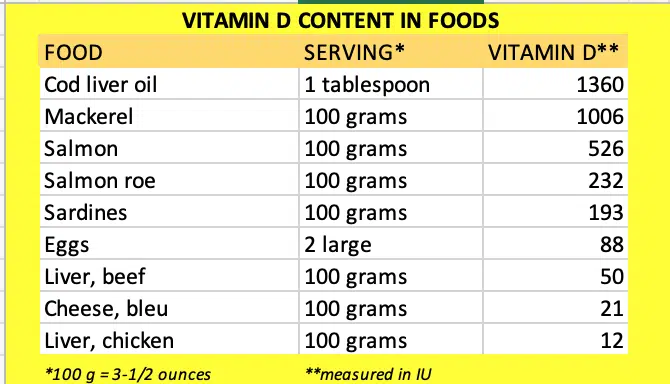 VITAMIN D CONTENT IN FOODS
FOOD SERVING* VITAMIN D**
Cod liver oil 1 tablespoon 1360
Mackerel 100 grams 1006
Salmon 100 grams 526
Salmon roe 100 grams 232
Sardines 100 grams 193
Eggs 2 large 88
Liver, beef 100 grams 50
Cheese, bleu 100 grams 21
Liver, chicken 100 grams 12
*100 g = 3-1/2 ounces **measured in IU